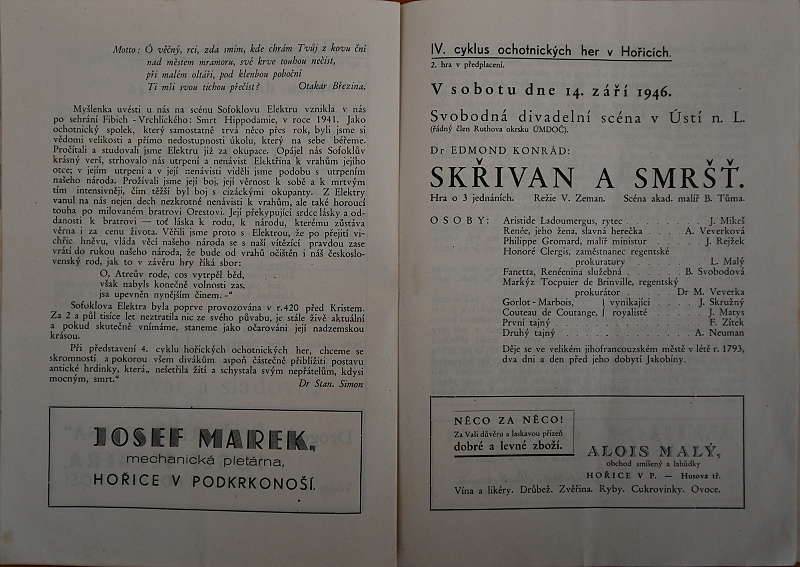 Motto: Ó věčný, rci, zda smím, kde chrám Tvůj z kovu ční
nad městem mramoru, své krve touhou nečist,
při malém oltáři, pod klenbou poboční
Ti mši svou tichou přečíst?   Otakar Březina.
Myšlenka uvésti u nás na scénu Sofoklovu Elektru vznikla v nás
po sehrání Fibich - Vrchlického: Smrt Hippodamie, v roce 1941. Jako
ochotnický spolek, který samostatně trvá něco přes rok, byli jsme si
vědomi velikosti a přímo nedostupnosti úkolu, který na sebe béřeme.
Pročítali a studovali jsme Elektru již za okupace. Opájel nás Sofoklův
krásný verš, strhovalo nás utrpení a nenávist Elektřina k vrahům jejího
otce; v jejím utrpení a v její nenávisti viděli jsme podobu s utrpením
našeho národa. Prožívali jsme její boj, její věrnost k sobě a k mrtvým
tím intensivněji, čím těžší byl boj s cizáckými okupanty. Z Elektry
vanul na nás nejen dech nezkrotné nenávisti k vrahům, ale také horoucí
touha po milovaném bratrovi Orestovi. Její překypující srdce lásky a od-
danosti k bratrovi — toť láska k rodu, k národu, kterému zůstáva
věrna i za cenu života. Věřili jsme proto s Elektrou, že po přejití vi-
chřic hněvu, vláda věcí našeho národa se s naší vítězící pravdou zase
vrátí do rukou našeho národa, že bude od vrahů očištěn i náš českoslo-
venský rod, jak to v závěru hry říká sbor:
O, Atreův rode, cos vytrpěl běd,
však nabyls konečně volnosti zas,
jsa upevněn nynějším činem. -"
Sofoklova Elektra byla poprve provozována v r.420 před Kristem.
Za 2 a půl tisíce let neztratila nic ze svého půvabu, je stále živě aktuální
a pokud skutečně vnímáme, staneme jako očarováni její nadzemskou
krásou.
Při představení 4. cyklu hořických ochotnických her, chceme se
skromností a pokorou všem divákům aspoň částečně přiblížiti postavu
antické hrdinky, která„ nešetřila žití a schystala svým nepřátelům, kdysi
mocným, smrt."   Dr Stan. Simon
JOSEF MAREK,
mechanická pletárna,
HOŘICE V PODKRKONOŠÍ.
IV. cyklus ochotnických her v Hořicích.
2. hra v předplacení.
V sobotu dne 14. září 1946.
Svobodná divadelní scéna v Ústí n. L.
(řádný člen Ruthova okrsku ÚMDOČ).
Dr EDMOND KONRÁD:
SKŘIVAN A SMRŠŤ.
Hra o 3 jednáních.   Režie V. Zeman.   Scéna akad. malíř B. Tůma.
OSOBY: Aristide Ladoumergus, rytec . . . . . . J. Mikeš
Renée, jeho žena, slavná herečka . . . . A. Veverková
Philippe Gromard, malíř ministur . . . . . J. Rejžek
Honoré Clergis, zaměstnanec regentské
prokuratury . . . . . . L. Malý
Fanetta, Renéenina služebná . . . . . . B. Svobodová
Markýz Tocpuier de Brinville, regentský
prokurátor . . . . . Dr M. Veverka
Gorlot - Marbois, } vynikající . . . . J. Skružný
Couteau de Coutange, } royalisté . . . . J. Matys
První tajný . . . . . . . . . . F. Zítek
Druhý tajný . . . . . . . . . . A. Neuman
Děje se ve velikém jihofrancouzském městě v létě r. 1793,
dva dni a den před jeho dobytí Jakobiny.
NĚCO ZA NĚCO!
Za Vaši důvěru a laskavou přízeň
dobré a levné zboží.
ALOIS MALÝ,
obchod smíšený a lahůdky
HOŘICE V P. — Husova tř.
Vína a likéry. Drůbež. Zvěřina. Ryby. Cukrovinky. Ovoce.